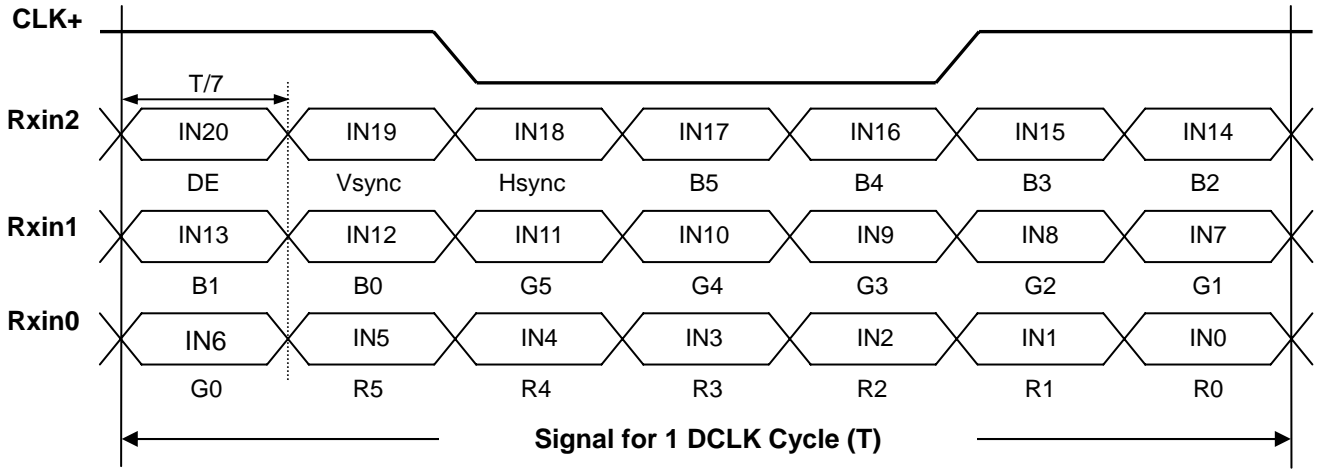 CLK+
T/7
Rxin2 IN20 IN19 IN18 IN17 IN16 IN15 IN14
DE Vsync Hsync B5 B4 B3 B2
Rxin1 IN13 IN12 IN11 IN10 IN9 IN8 IN7
B1 B0 G5 G4 G3 G2 G1
Rxin0 IN6 IN5 IN4 IN3 IN2 IN1 IN0
G0 R5 R4 R3 R2 R1 R0
Signal for 1 DCLK Cycle (T)